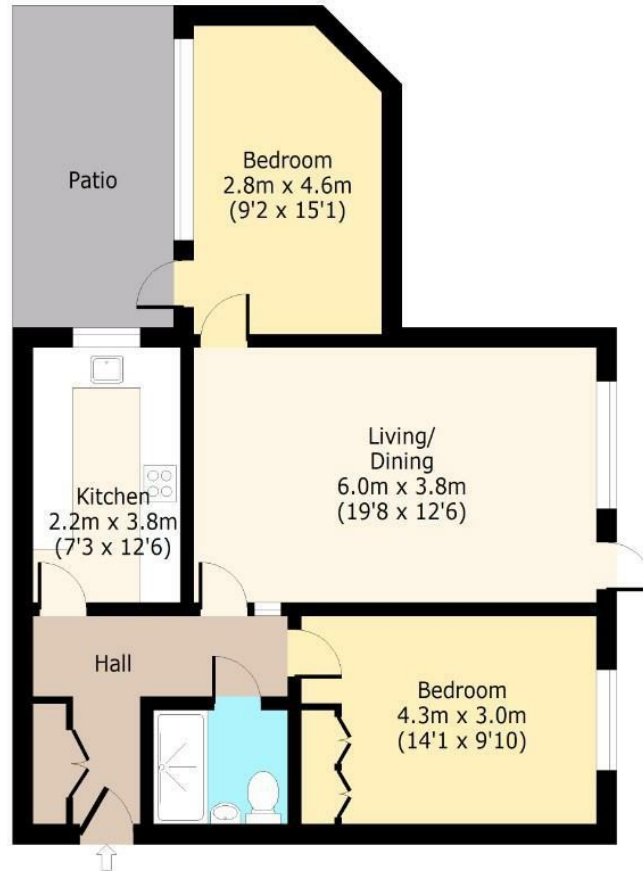 Patio
Bedroom
2.8m x 4.6m
(9'2 x 15'1)
Living/
Dining
6.0m x 3.8m
(19'8 x 12'6)
Kitchen
2.2m x 3.8m
(7'3 x 12'6)
Hall
Bedroom
4.3m x 3.0m
(14'1 x 9'10)